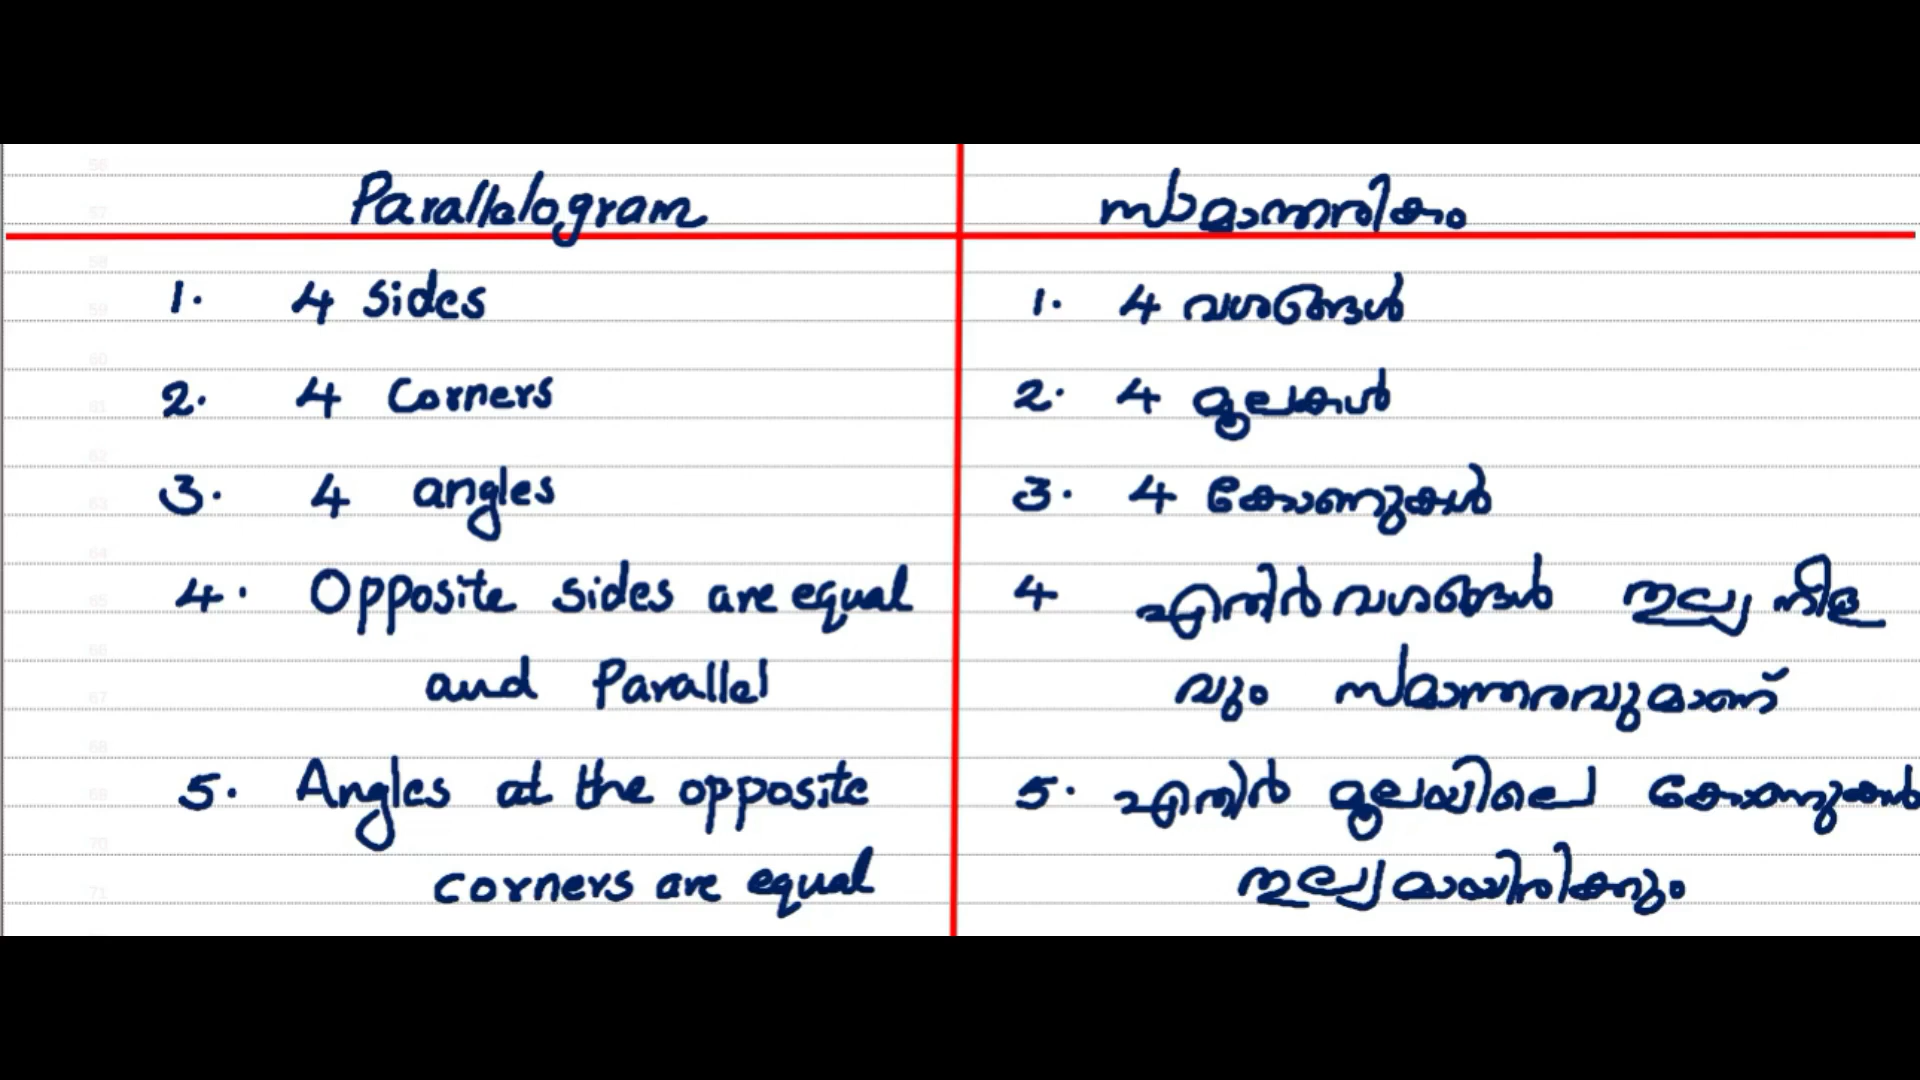 Parallelogram
1. 4 sides
2. 4 Corners
3. 4 angles
4. Opposite sides are equal
and Parallel
5. Angles at the opposite
corners are equal
സാമാന്തരികം
1. 4 വശങ്ങൾ
2. 4 മൂലകൾ
3. 4 കോണുകൾ
4 എതിർവശങ്ങൾ തുല്യ നീള
വും സമാന്തരവുമാണ്
5. എതിർ മൂലയിലെ കോണുകൾ
തുല്യമായിരിക്കും